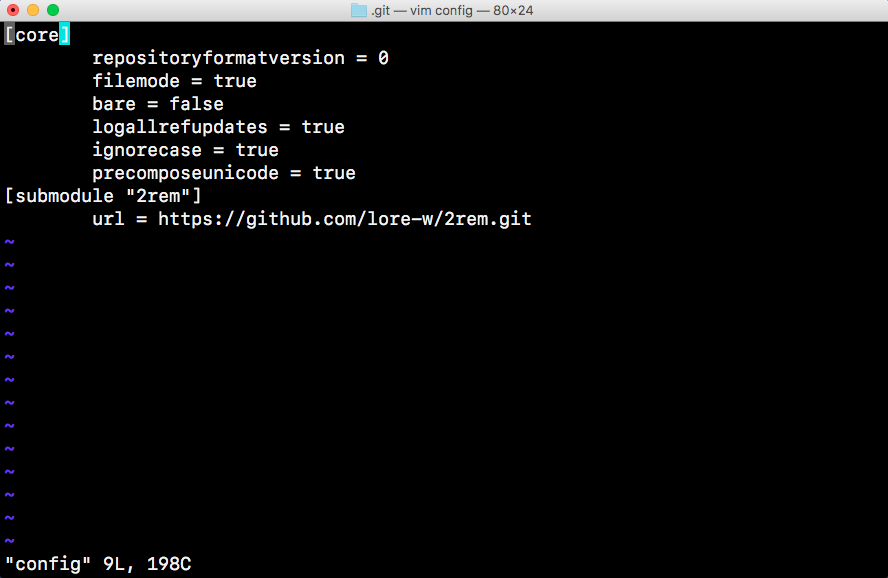 .git — vim config — 80×24
[core]
repositoryformatversion = 0
filemode = true
bare = false
logallrefupdates = true
ignorecase = true
precomposeunicode = true
[submodule "2rem"]
url = https://github.com/lore-w/2rem.git
~
~
~
~
~
~
~
~
~
~
~
~
~
~
"config" 9L, 198C